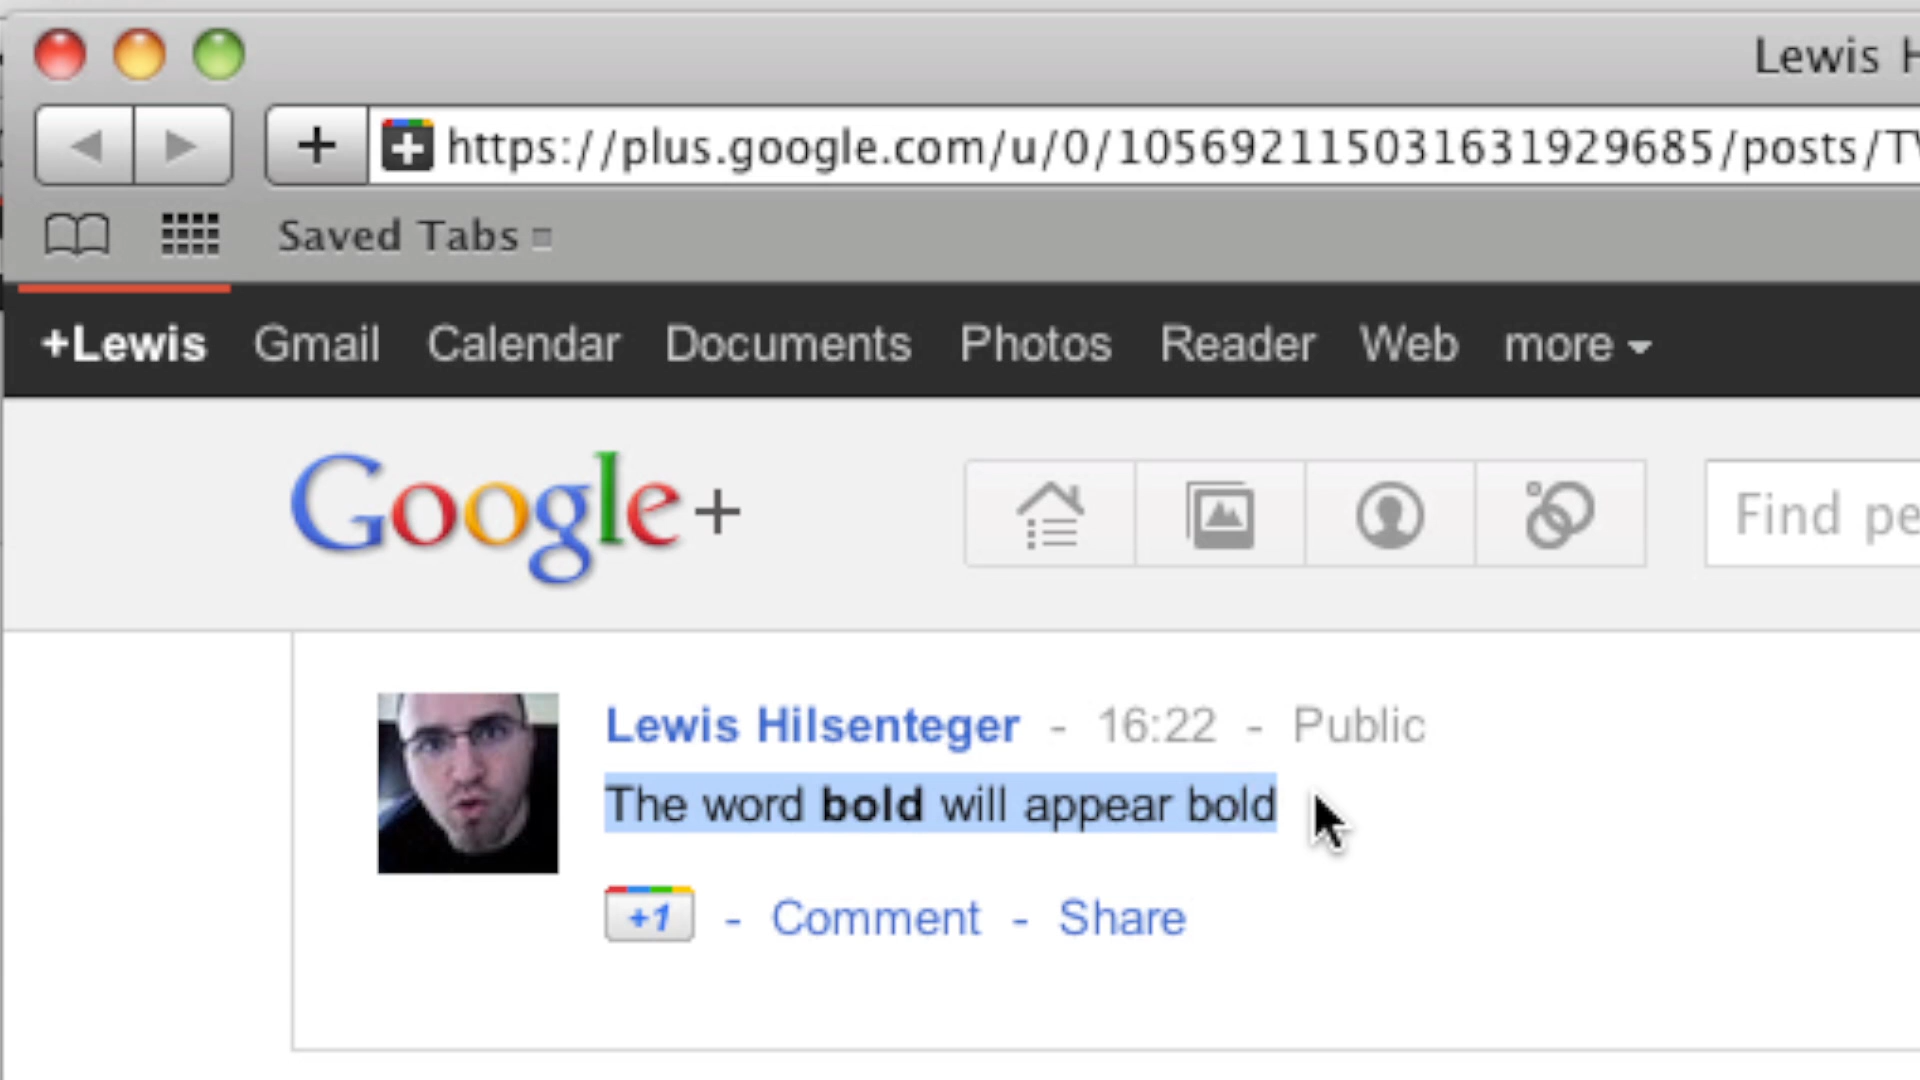 Lewis H
https://plus.google.com/u/0/105692115031631929685/posts/T
Saved Tabs
+Lewis Gmail Calendar Documents Photos Reader Web more
Google+
Find pe
Lewis Hilsenteger - 16:22 - Public
The word bold will appear bold
+1 - Comment - Share